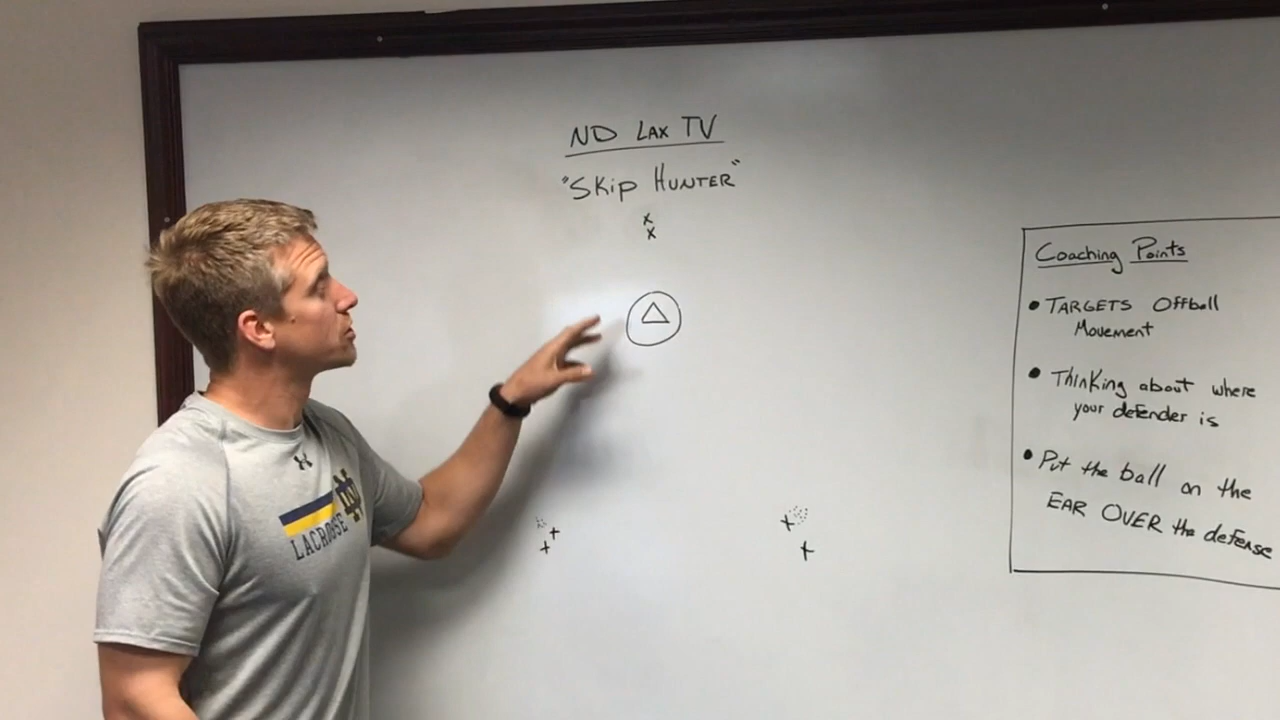 ND LAX TV
"SKip HUNTER"
x
x
Coaching Points
• TARGETS Offball
Movement
• Thinking about where
your defender is
• Put the ball on the
EAR OVER the defense
x
x
x
x
ND
LACROSSE